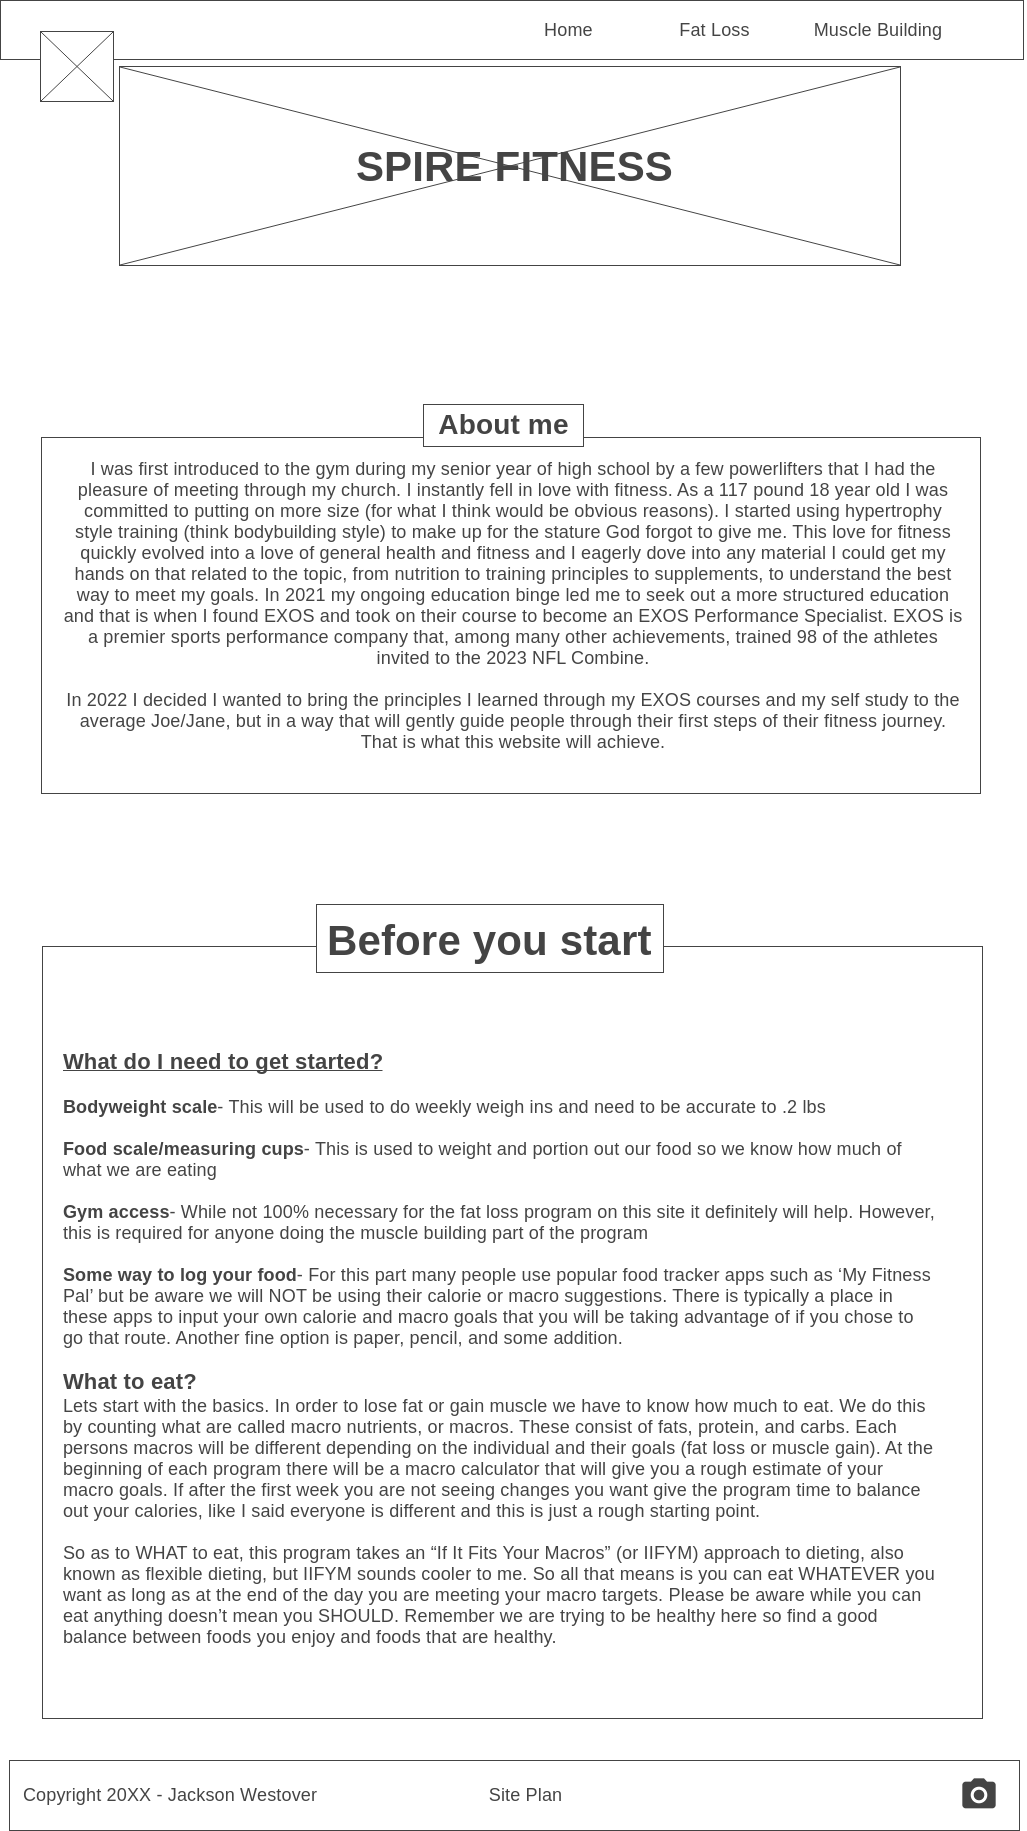 Home Fat Loss Muscle Building
SPIRE FITNESS
About me
I was first introduced to the gym during my senior year of high school by a few powerlifters that I had the
pleasure of meeting through my church. I instantly fell in love with fitness. As a 117 pound 18 year old I was
committed to putting on more size (for what I think would be obvious reasons). I started using hypertrophy
style training (think bodybuilding style) to make up for the stature God forgot to give me. This love for fitness
quickly evolved into a love of general health and fitness and I eagerly dove into any material I could get my
hands on that related to the topic, from nutrition to training principles to supplements, to understand the best
way to meet my goals. In 2021 my ongoing education binge led me to seek out a more structured education
and that is when I found EXOS and took on their course to become an EXOS Performance Specialist. EXOS is
a premier sports performance company that, among many other achievements, trained 98 of the athletes
invited to the 2023 NFL Combine.
In 2022 I decided I wanted to bring the principles I learned through my EXOS courses and my self study to the
average Joe/Jane, but in a way that will gently guide people through their first steps of their fitness journey.
That is what this website will achieve.
Before you start
What do I need to get started?
Bodyweight scale- This will be used to do weekly weigh ins and need to be accurate to .2 lbs
Food scale/measuring cups- This is used to weight and portion out our food so we know how much of
what we are eating
Gym access- While not 100% necessary for the fat loss program on this site it definitely will help. However,
this is required for anyone doing the muscle building part of the program
Some way to log your food- For this part many people use popular food tracker apps such as ‘My Fitness
Pal’ but be aware we will NOT be using their calorie or macro suggestions. There is typically a place in
these apps to input your own calorie and macro goals that you will be taking advantage of if you chose to
go that route. Another fine option is paper, pencil, and some addition.
What to eat?
Lets start with the basics. In order to lose fat or gain muscle we have to know how much to eat. We do this
by counting what are called macro nutrients, or macros. These consist of fats, protein, and carbs. Each
persons macros will be different depending on the individual and their goals (fat loss or muscle gain). At the
beginning of each program there will be a macro calculator that will give you a rough estimate of your
macro goals. If after the first week you are not seeing changes you want give the program time to balance
out your calories, like I said everyone is different and this is just a rough starting point.
So as to WHAT to eat, this program takes an “If It Fits Your Macros” (or IIFYM) approach to dieting, also
known as flexible dieting, but IIFYM sounds cooler to me. So all that means is you can eat WHATEVER you
want as long as at the end of the day you are meeting your macro targets. Please be aware while you can
eat anything doesn’t mean you SHOULD. Remember we are trying to be healthy here so find a good
balance between foods you enjoy and foods that are healthy.
Copyright 20XX - Jackson Westover Site Plan